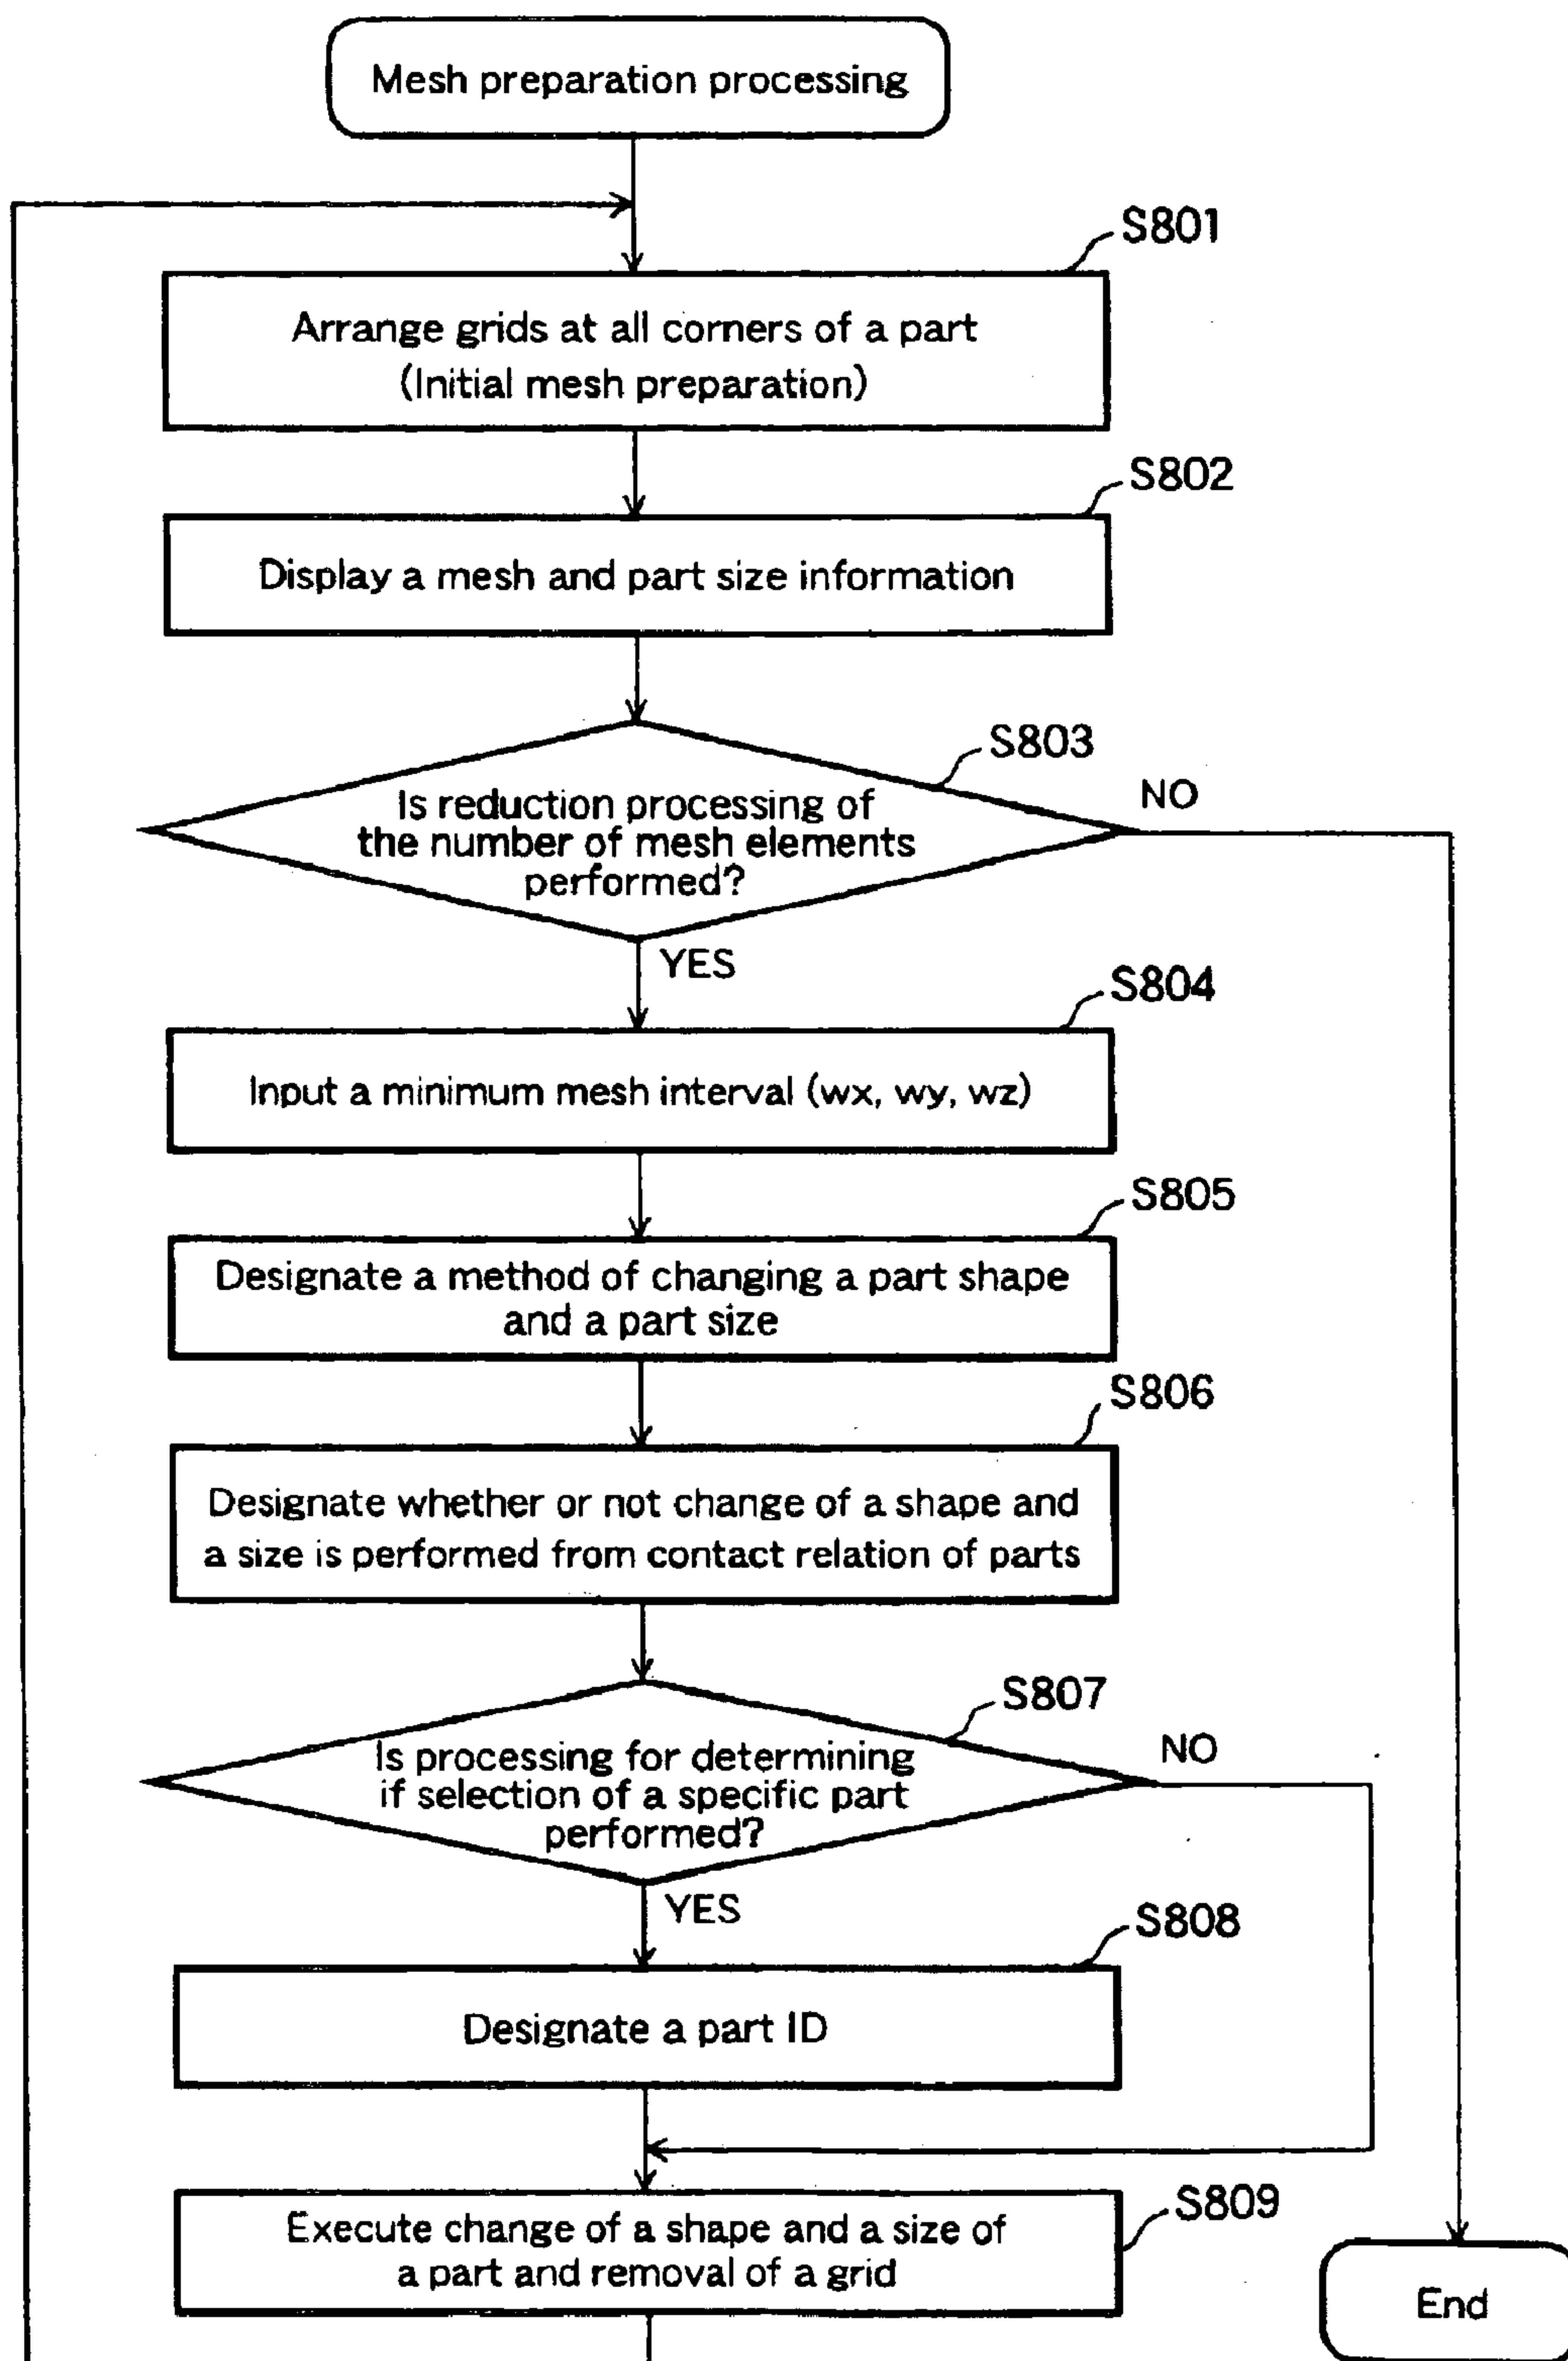 Mesh preparation processing
S801
Arrange grids at all corners of a part
(Initial mesh preparation)
S802
Display a mesh and part size information
S803
Is reduction processing of
the number of mesh elements
performed?
NO
YES
S804
Input a minimum mesh interval (wx, wy, wz)
S805
Designate a method of changing a part shape
and a part size
S806
Designate whether or not change of a shape and
a size is performed from contact relation of parts
S807
Is processing for determining
if selection of a specific part
performed?
NO
YES
S808
Designate a part ID
S809
Execute change of a shape and a size of
a part and removal of a grid
End